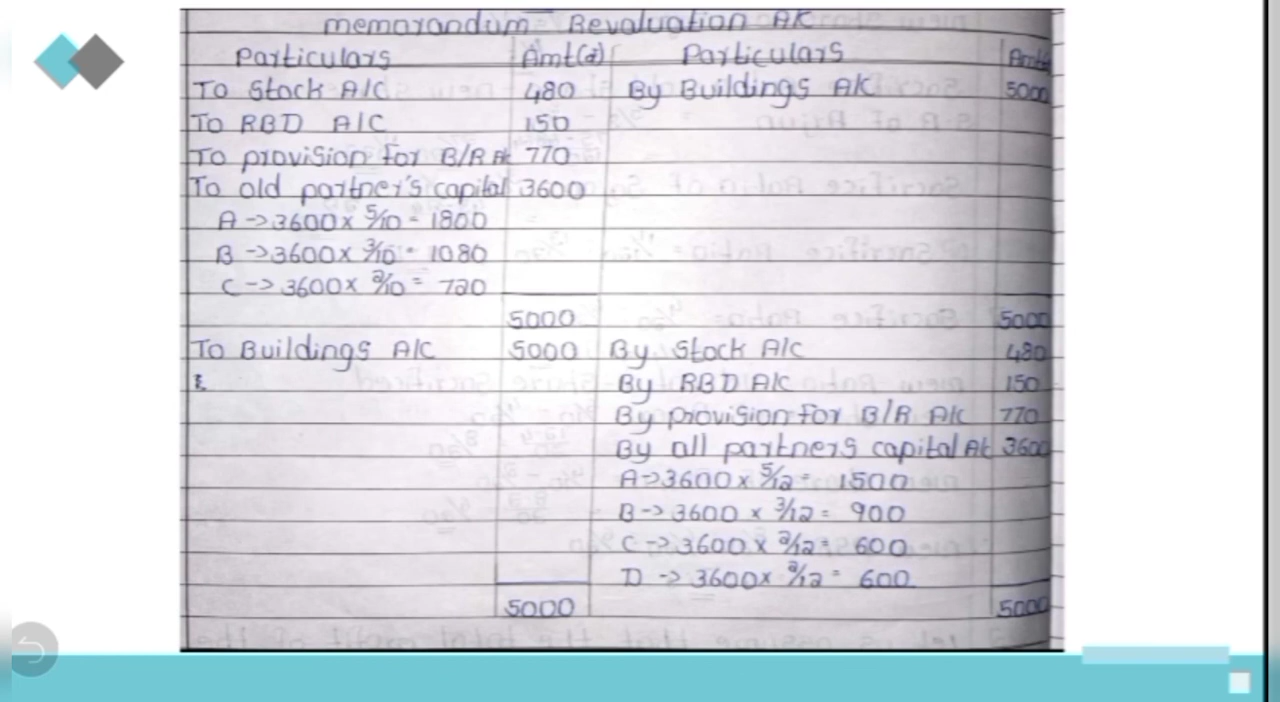 memorandum Revaluation A/c
Particulars Amt(₹) Particulars Amt₹
To Stock A/C 480 By Buildings A/c 5000
To RBD A/C 150
To provision for B/R A/c 770
To old partner's capital 3600
A -> 3600 x 5/10 = 1800
B -> 3600 x 3/10 = 1080
C -> 3600 x 2/10 = 720
5000 5000
To Buildings A/C 5000 By Stock A/C 480
By RBD A/c 150
By provision for B/R A/c 770
By all partners capital A/c 3600
A -> 3600 x 5/12 = 1500
B -> 3600 x 3/12 = 900
C -> 3600 x 2/12 = 600
D -> 3600 x 2/12 = 600
5000 5000